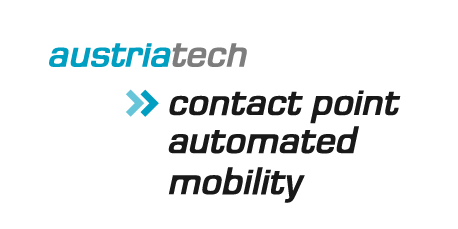 austriatech
contact point
automated
mobility